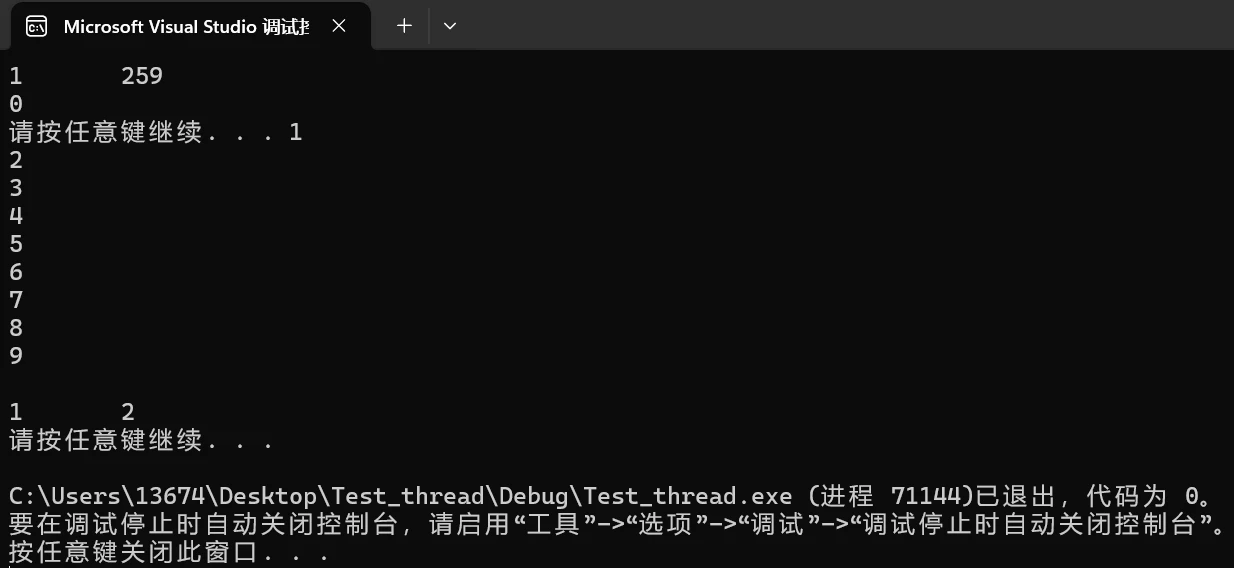 Microsoft Visual Studio 调试
1 259
0
请按任意键继续. . . 1
2
3
4
5
6
7
8
9
1 2
请按任意键继续. . .
C:\Users\13674\Desktop\Test_thread\Debug\Test_thread.exe (进程 71144)已退出，代码为 0。
要在调试停止时自动关闭控制台，请启用“工具”->“选项”->“调试”->“调试停止时自动关闭控制台”。
按任意键关闭此窗口. . .